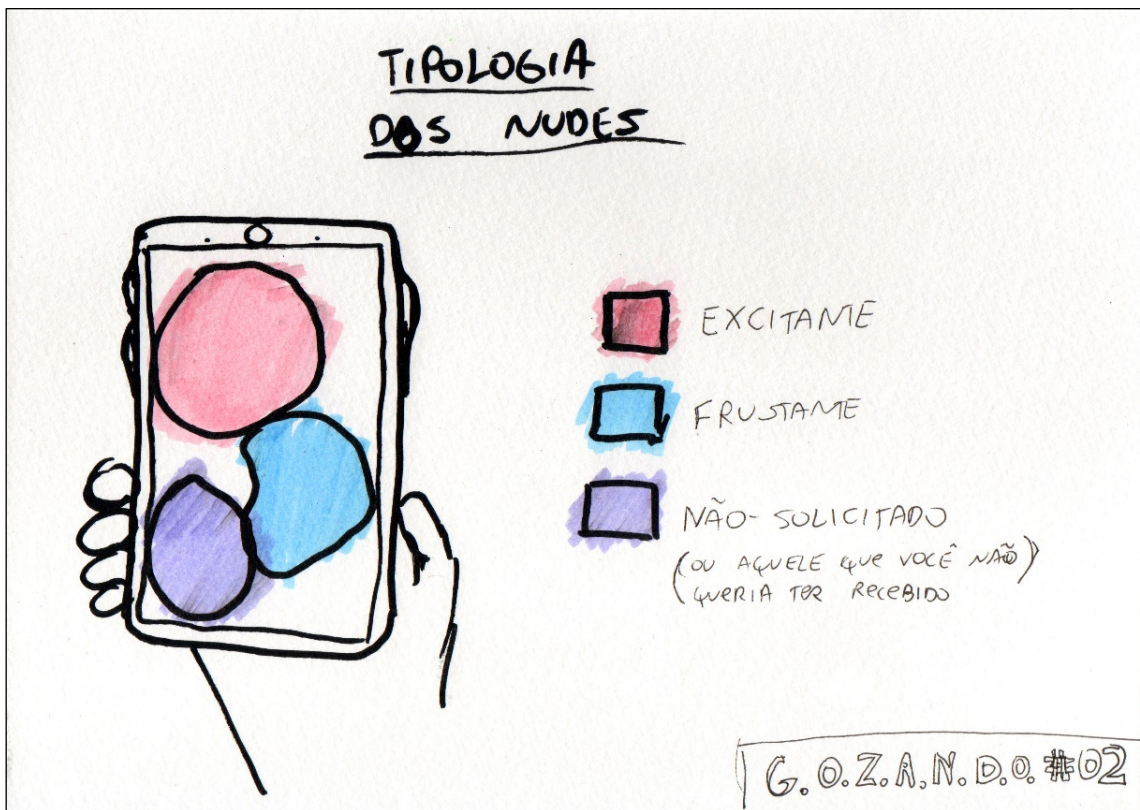 TIPOLOGIA
DOS NUDES
EXCITANTE
FRUSTANTE
NÃO-SOLICITADO
(OU AQUELE QUE VOCÊ NÃO)
(QUERIA TER RECEBIDO
G.O.Z.A.N.D.O. #02